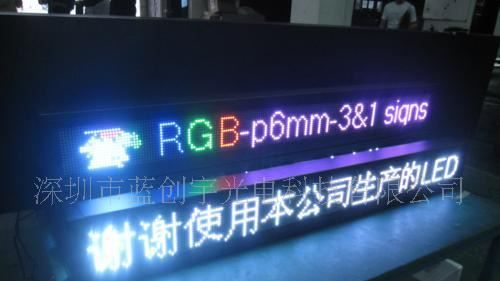 RGB-p6mm-3&1 signs
深圳市蓝创宇光电科技有限公司
谢谢使用本公司生产的LED